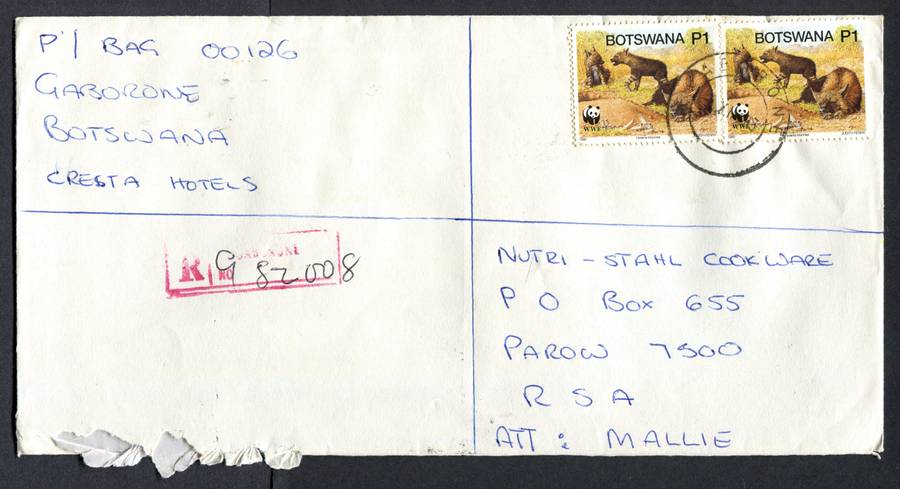 P/ BAG 00126
GABORONE
BOTSWANA
CRESTA HOTELS
BOTSWANA P1
WWF
BOTSWANA P1
WWF
R
NO
G 82008
NUTRI-STAHL COOKWARE
P O Box 655
PAROW 7500
R S A
ATT: MALLIE